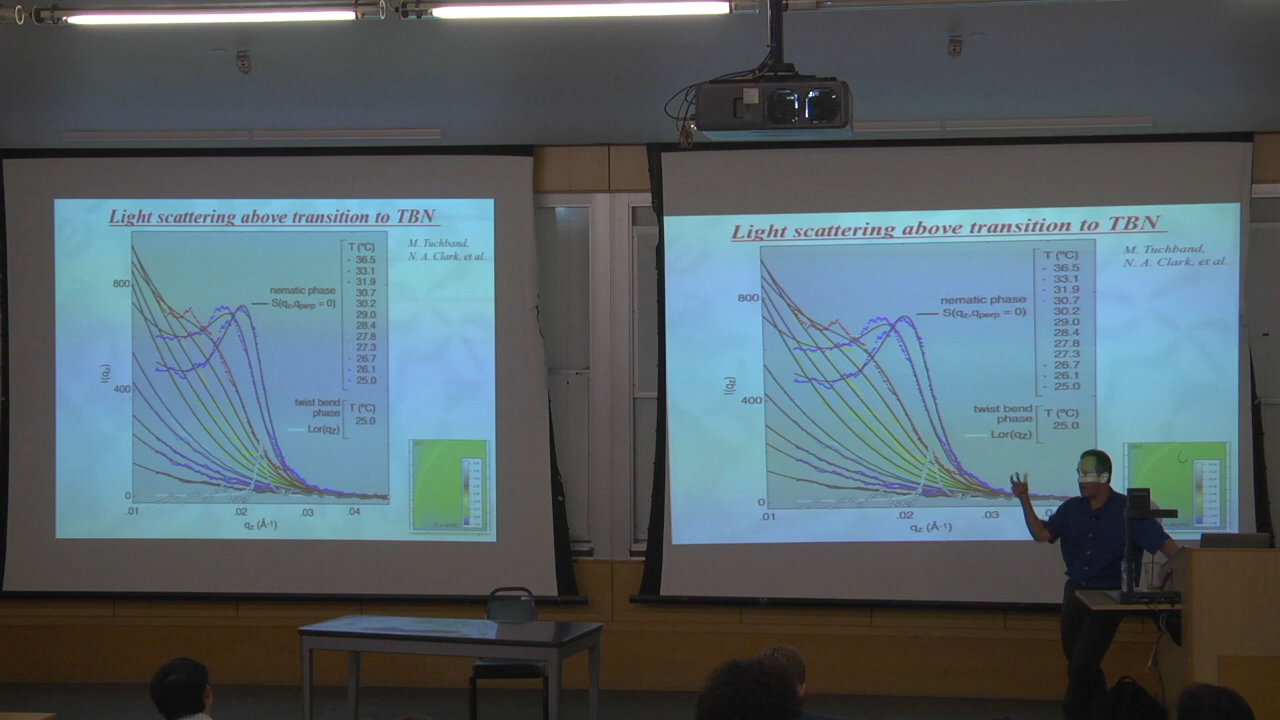 Light scattering above transition to TBN
M. Tuchband,
N. A. Clark, et al.
T (ºC)
- 36.5
- 33.1
- 31.9
30.7
30.2
29.0
28.4
27.8
27.3
- 26.7
- 26.1
- 25.0
nematic phase
S(qz,qperp = 0)
twist bend
phase
T (ºC)
25.0
Lor(qz)
I(qz)
800
400
0
.01
.02
.03
.04
qz (Å-1)
Light scattering above transition to TBN
M. Tuchband,
N. A. Clark, et al.
T (ºC)
- 36.5
- 33.1
- 31.9
- 30.7
30.2
29.0
28.4
27.8
27.3
- 26.7
- 26.1
- 25.0
nematic phase
S(qz,qperp = 0)
twist bend
phase
T (ºC)
25.0
Lor(qz)
I(qz)
800
400
0
.01
.02
.03
qz (Å-1)